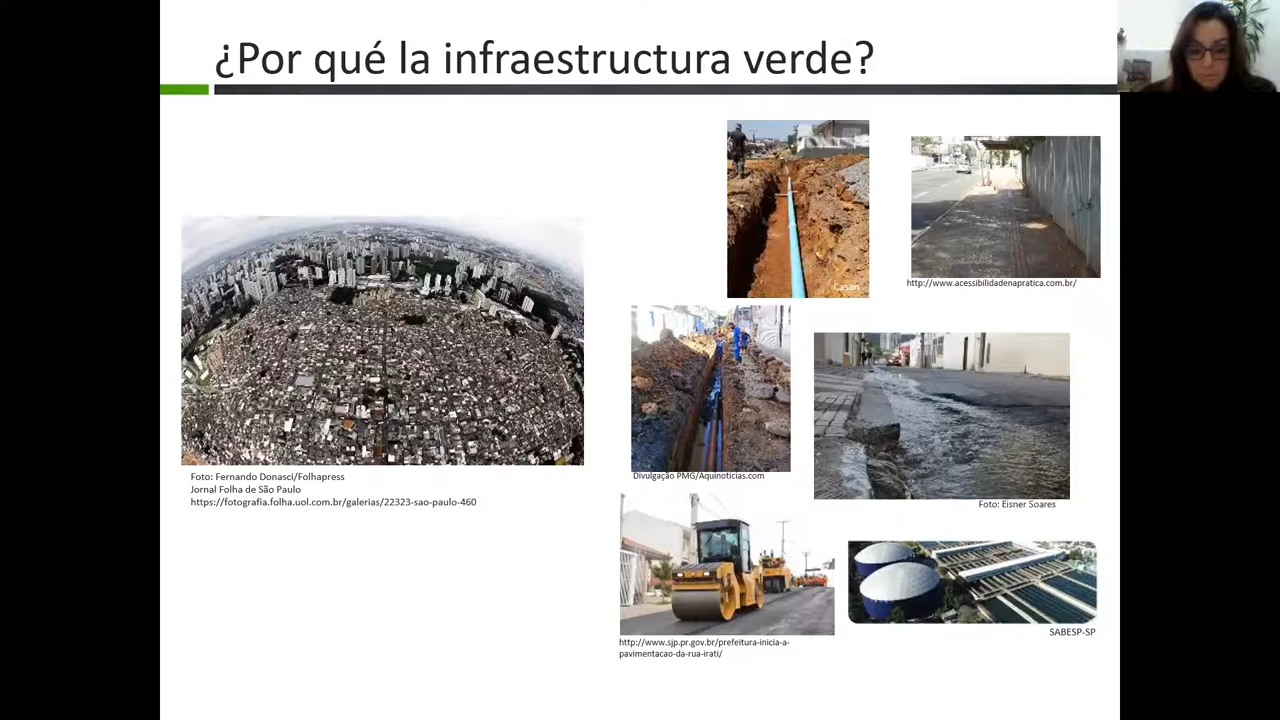 ¿Por qué la infraestructura verde?
Casan
http://www.acessibilidadenapratica.com.br/
Foto: Fernando Donasci/Folhapress
Jornal Folha de São Paulo
https://fotografia.folha.uol.com.br/galerias/22323-sao-paulo-460
Divulgação PMG/Aquinoticias.com
Foto: Eisner Soares
http://www.sjp.pr.gov.br/prefeitura-inicia-a-
pavimentacao-da-rua-irati/
SABESP-SP